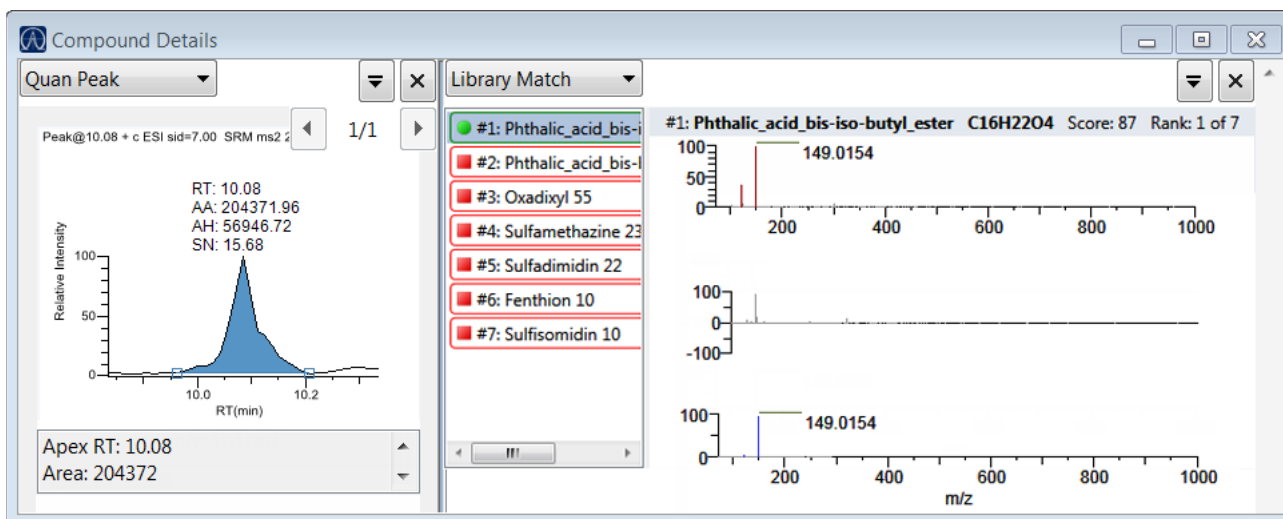 Compound Details
Quan Peak
Peak@10.08 + c ESI sid=7.00 SRM ms2 2
1/1
RT: 10.08
AA: 204371.96
AH: 56946.72
SN: 15.68
Relative Intensity
100
50
0
10.0 10.2
RT(min)
Apex RT: 10.08
Area: 204372
Library Match
#1: Phthalic_acid_bis-i
#2: Phthalic_acid_bis-
#3: Oxadixyl 55
#4: Sulfamethazine 23
#5: Sulfadimidin 22
#6: Fenthion 10
#7: Sulfisomidin 10
#1: Phthalic_acid_bis-iso-butyl_ester C16H22O4 Score: 87 Rank: 1 of 7
100
149.0154
50
0
200 400 600 800 1000
100
0
-100
100
149.0154
0
200 400 600 800 1000
m/z